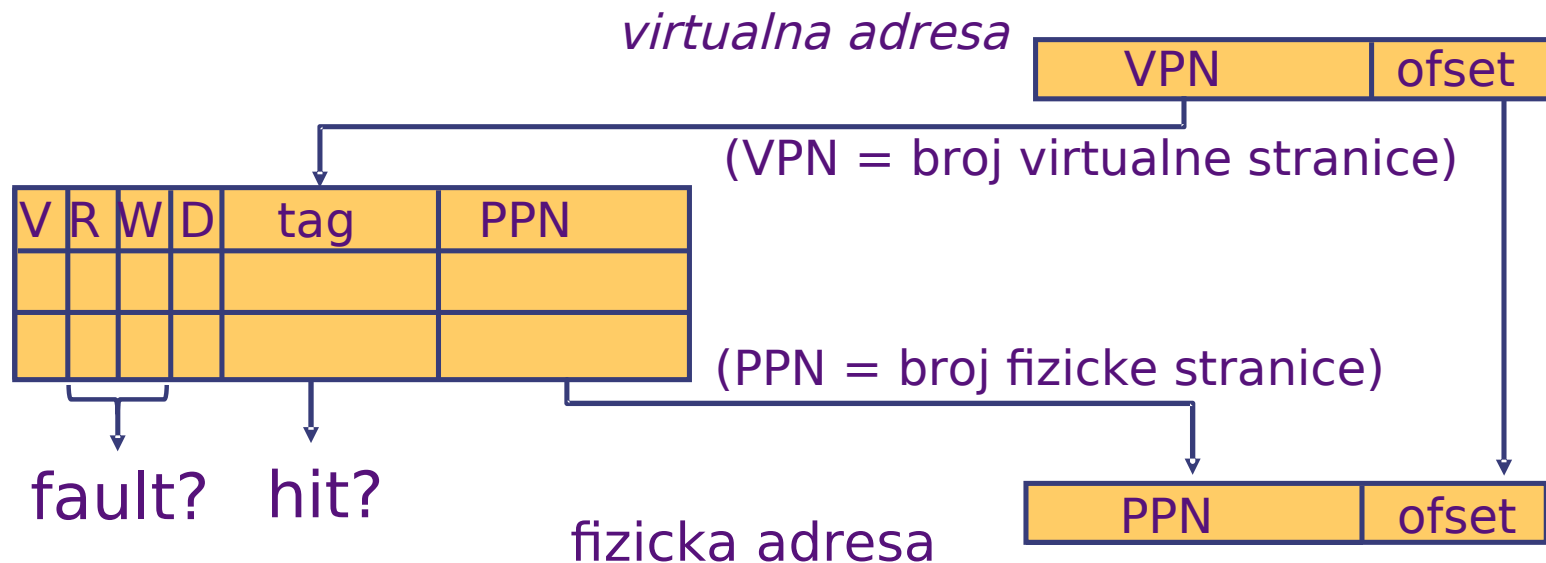 virtualna adresa
VPN ofset
(VPN = broj virtualne stranice)
V R W D tag PPN
(PPN = broj fizicke stranice)
fault? hit?
PPN ofset
fizicka adresa